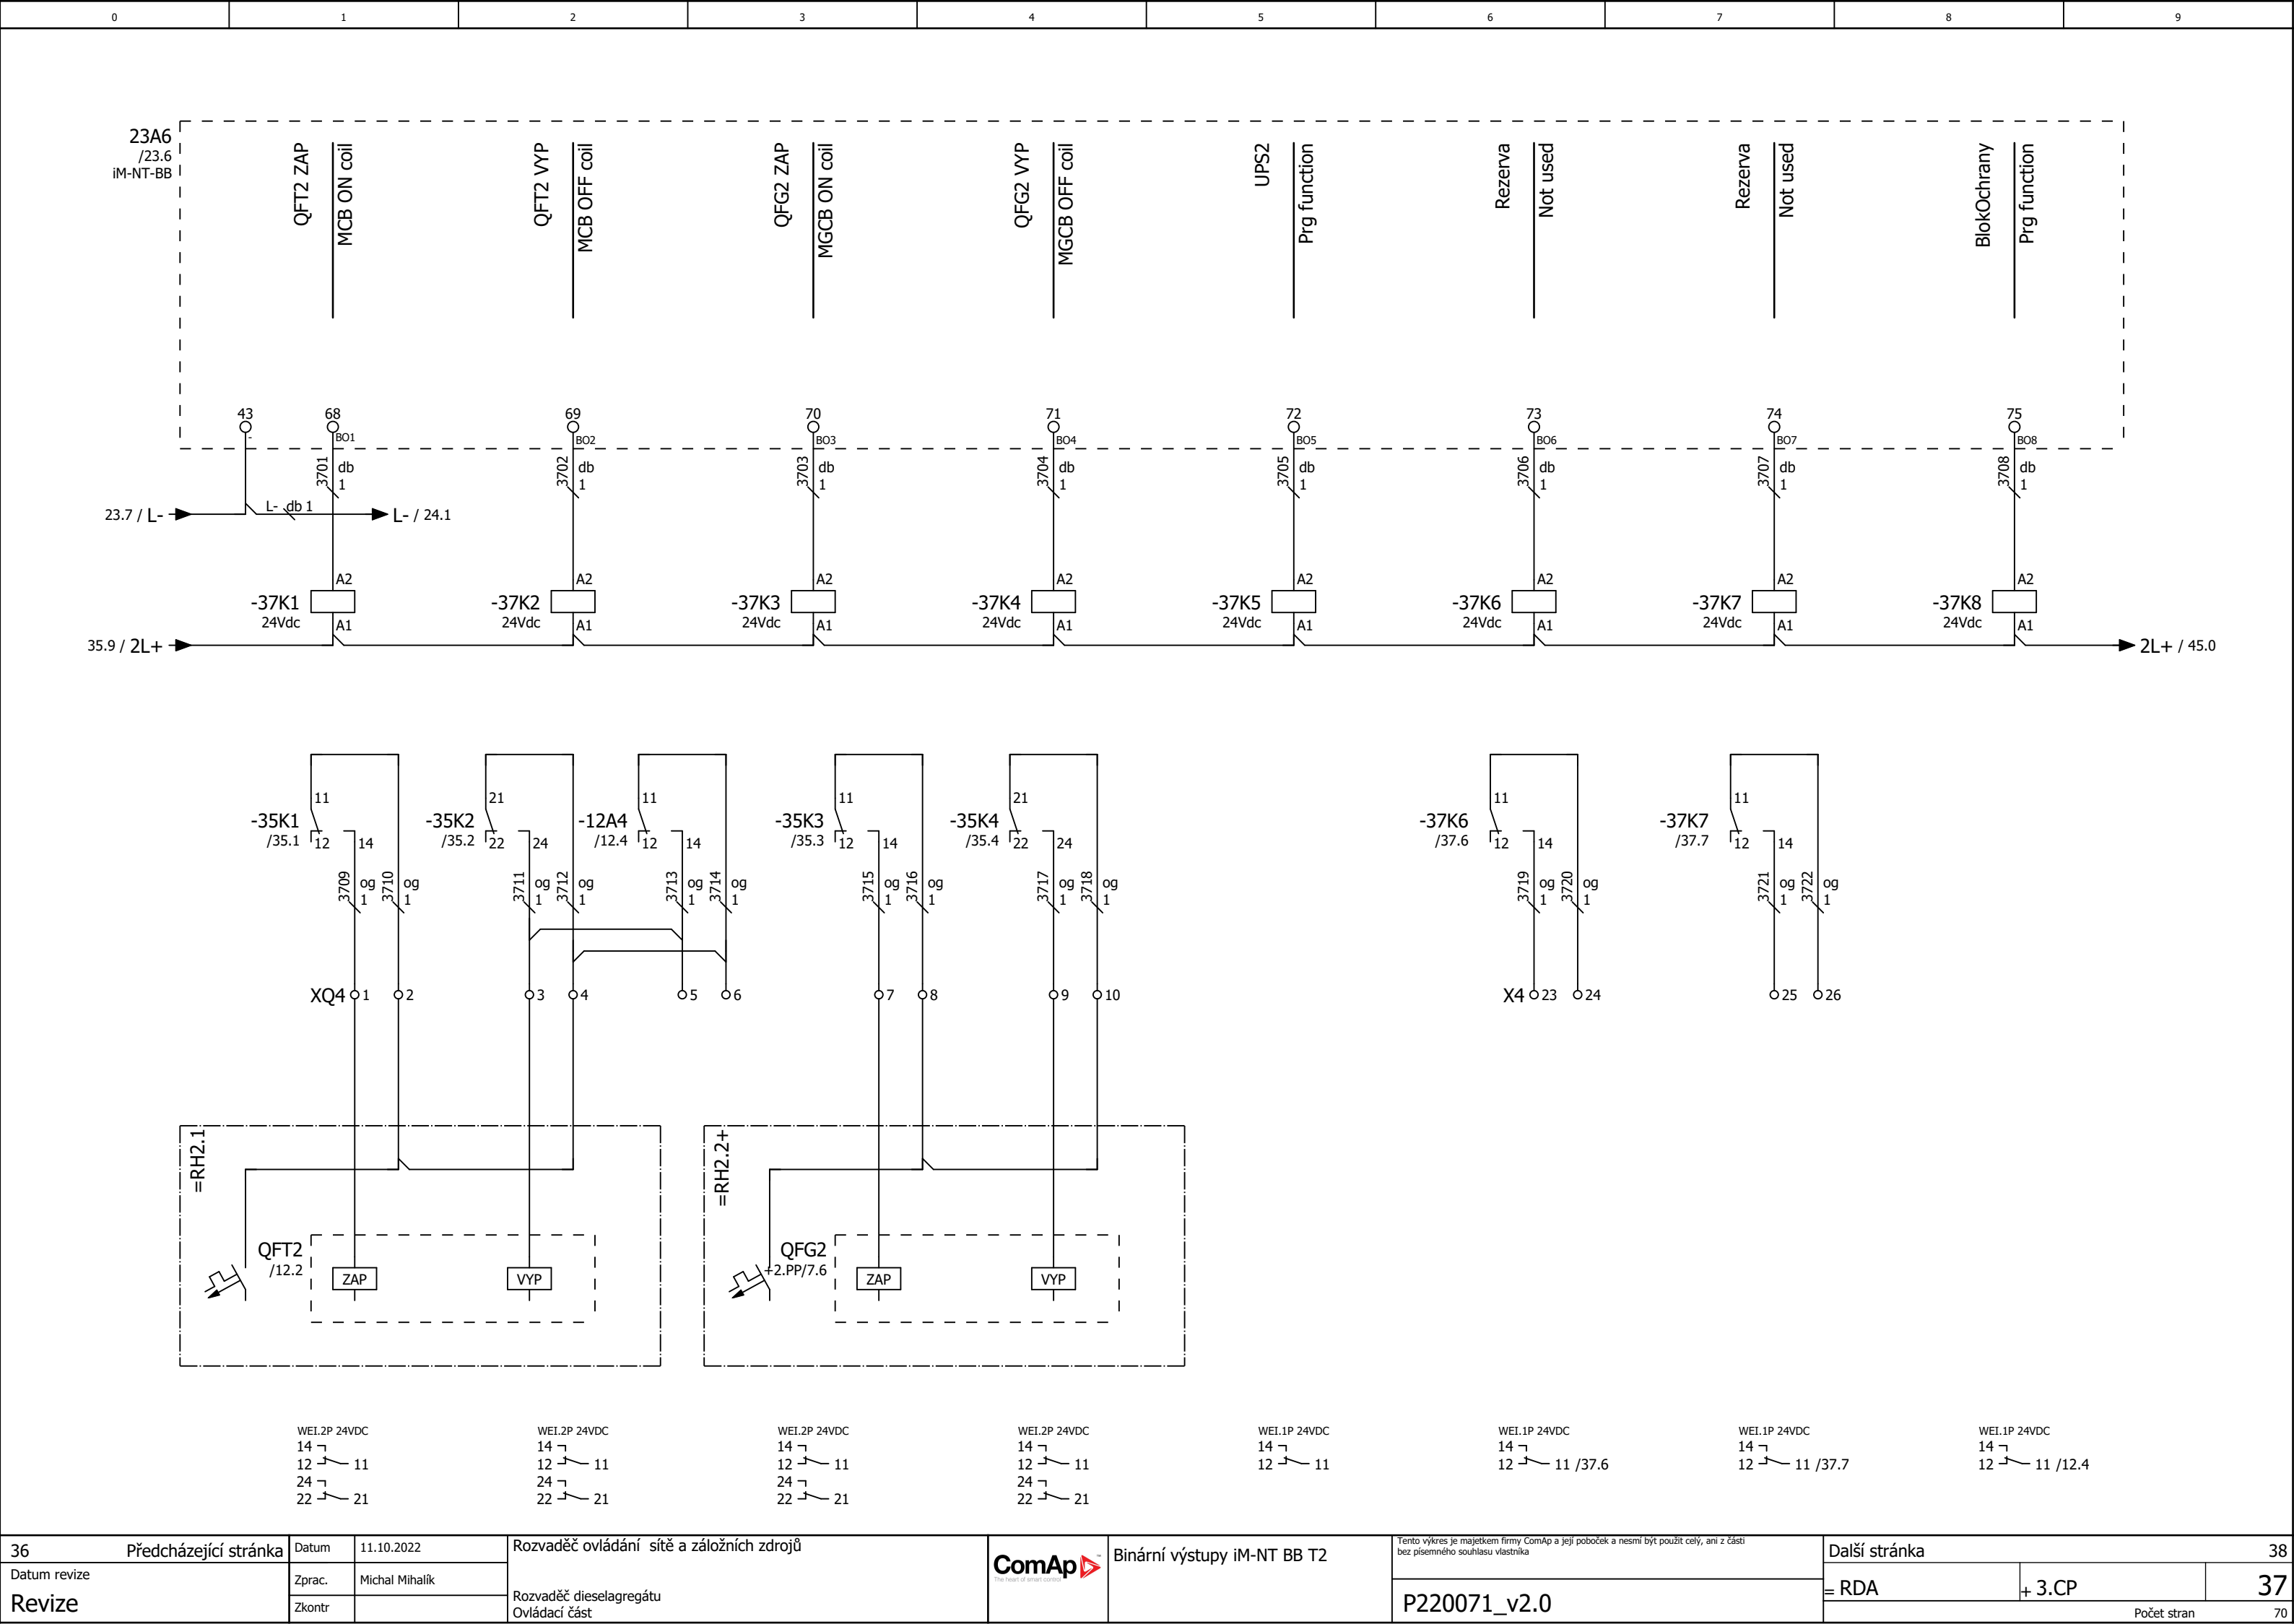 0 1 2 3 4 5 6 7 8 9
23A6
/23.6
iM-NT-BB
QFT2 ZAP
MCB ON coil
QFT2 VYP
MCB OFF coil
QFG2 ZAP
MGCB ON coil
QFG2 VYP
MGCB OFF coil
UPS2
Prg function
Rezerva
Not used
Rezerva
Not used
BlokOchrany
Prg function
43 68 69 70 71 72 73 74 75
- BO1 BO2 BO3 BO4 BO5 BO6 BO7 BO8
3701 db 1
3702 db 1
3703 db 1
3704 db 1
3705 db 1
3706 db 1
3707 db 1
3708 db 1
23.7 / L-
L- db 1
L- / 24.1
A2 A2 A2 A2 A2 A2 A2 A2
-37K1 -37K2 -37K3 -37K4 -37K5 -37K6 -37K7 -37K8
24Vdc 24Vdc 24Vdc 24Vdc 24Vdc 24Vdc 24Vdc 24Vdc
A1 A1 A1 A1 A1 A1 A1 A1
35.9 / 2L+
2L+ / 45.0
11 21 11 11 21 11 11
-35K1 -35K2 -12A4 -35K3 -35K4 -37K6 -37K7
/35.1 /35.2 /12.4 /35.3 /35.4 /37.6 /37.7
12 14 22 24 12 14 12 14 22 24 12 14 12 14
3709 og 1
3710 og 1
3711 og 1
3712 og 1
3713 og 1
3714 og 1
3715 og 1
3716 og 1
3717 og 1
3718 og 1
3719 og 1
3720 og 1
3721 og 1
3722 og 1
XQ4 1 2 3 4 5 6 7 8 9 10
X4 23 24 25 26
=RH2.1
=RH2.2+
QFT2
/12.2
ZAP
VYP
QFG2
+2.PP/7.6
ZAP
VYP
WEI.2P 24VDC WEI.2P 24VDC WEI.2P 24VDC WEI.2P 24VDC WEI.1P 24VDC WEI.1P 24VDC WEI.1P 24VDC WEI.1P 24VDC
14 14 14 14 14 14 14 14
12 11 12 11 12 11 12 11 12 11 12 11 /37.6 12 11 /37.7 12 11 /12.4
24 24 24 24
22 21 22 21 22 21 22 21
36 Předcházející stránka
Datum revize
Revize
Datum 11.10.2022
Zprac. Michal Mihalík
Zkontr
Rozvaděč ovládání sítě a záložních zdrojů
Rozvaděč dieselagregátu
Ovládací část
ComAp
The heart of smart control
Binární výstupy iM-NT BB T2
Tento výkres je majetkem firmy ComAp a její poboček a nesmí být použit celý, ani z části
bez písemného souhlasu vlastníka
P220071_v2.0
Další stránka 38
= RDA + 3.CP 37
Počet stran 70